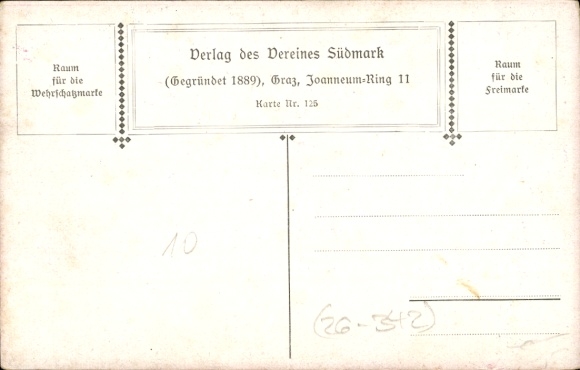 Raum
für die
Wehrschatzmarke
Verlag des Vereines Südmark
(Gegründet 1889), Graz, Joanneum-Ring 11
Karte Nr. 125
Raum
für die
Freimarke
10
(26-342)